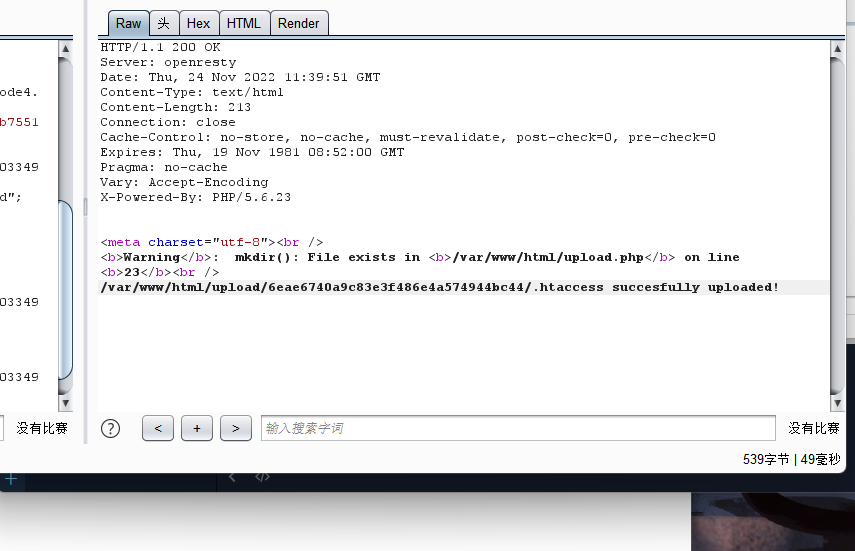 Raw 头 Hex HTML Render
HTTP/1.1 200 OK
Server: openresty
Date: Thu, 24 Nov 2022 11:39:51 GMT
Content-Type: text/html
Content-Length: 213
Connection: close
Cache-Control: no-store, no-cache, must-revalidate, post-check=0, pre-check=0
Expires: Thu, 19 Nov 1981 08:52:00 GMT
Pragma: no-cache
Vary: Accept-Encoding
X-Powered-By: PHP/5.6.23
<meta charset="utf-8"><br />
<b>Warning</b>:  mkdir(): File exists in <b>/var/www/html/upload.php</b> on line
<b>23</b><br />
/var/www/html/upload/6eae6740a9c83e3f486e4a574944bc44/.htaccess succesfully uploaded!
ode4.
b7551
03349
d";
03349
03349
没有比赛
? < + > 输入搜索字词 没有比赛
539字节 | 49毫秒